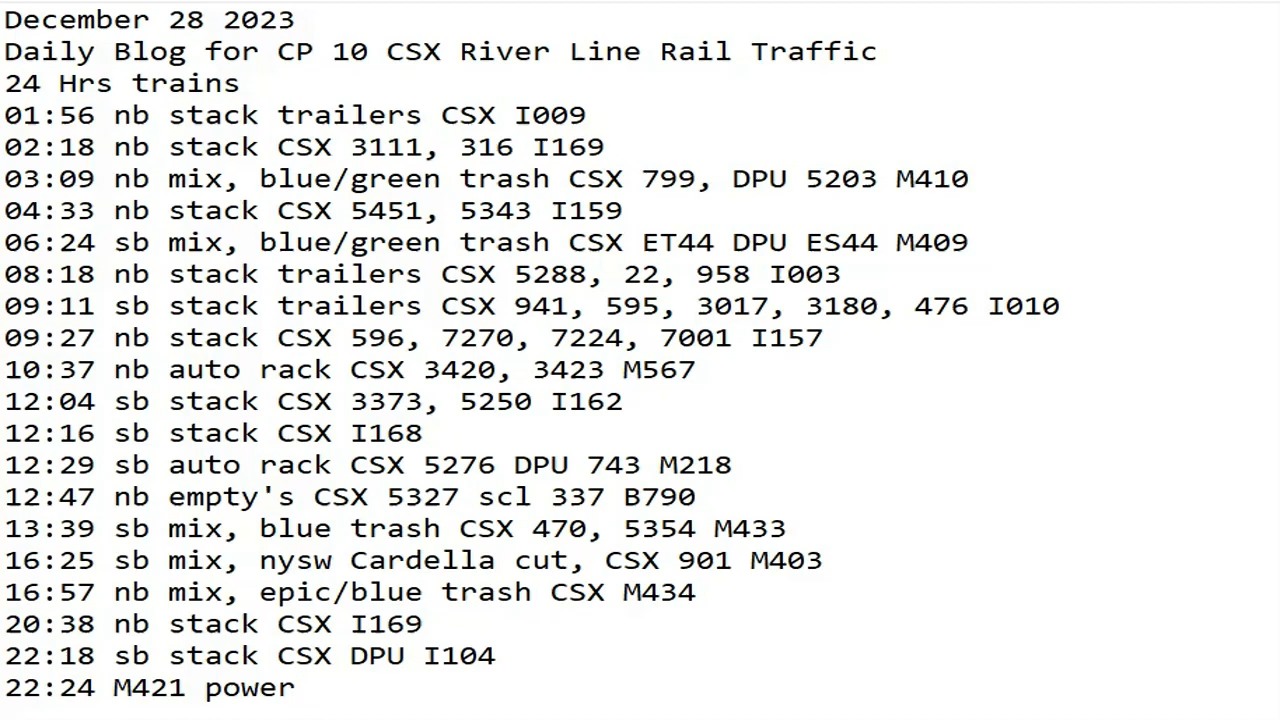 December 28 2023
Daily Blog for CP 10 CSX River Line Rail Traffic
24 Hrs trains
01:56 nb stack trailers CSX I009
02:18 nb stack CSX 3111, 316 I169
03:09 nb mix, blue/green trash CSX 799, DPU 5203 M410
04:33 nb stack CSX 5451, 5343 I159
06:24 sb mix, blue/green trash CSX ET44 DPU ES44 M409
08:18 nb stack trailers CSX 5288, 22, 958 I003
09:11 sb stack trailers CSX 941, 595, 3017, 3180, 476 I010
09:27 nb stack CSX 596, 7270, 7224, 7001 I157
10:37 nb auto rack CSX 3420, 3423 M567
12:04 sb stack CSX 3373, 5250 I162
12:16 sb stack CSX I168
12:29 sb auto rack CSX 5276 DPU 743 M218
12:47 nb empty's CSX 5327 scl 337 B790
13:39 sb mix, blue trash CSX 470, 5354 M433
16:25 sb mix, nysw Cardella cut, CSX 901 M403
16:57 nb mix, epic/blue trash CSX M434
20:38 nb stack CSX I169
22:18 sb stack CSX DPU I104
22:24 M421 power